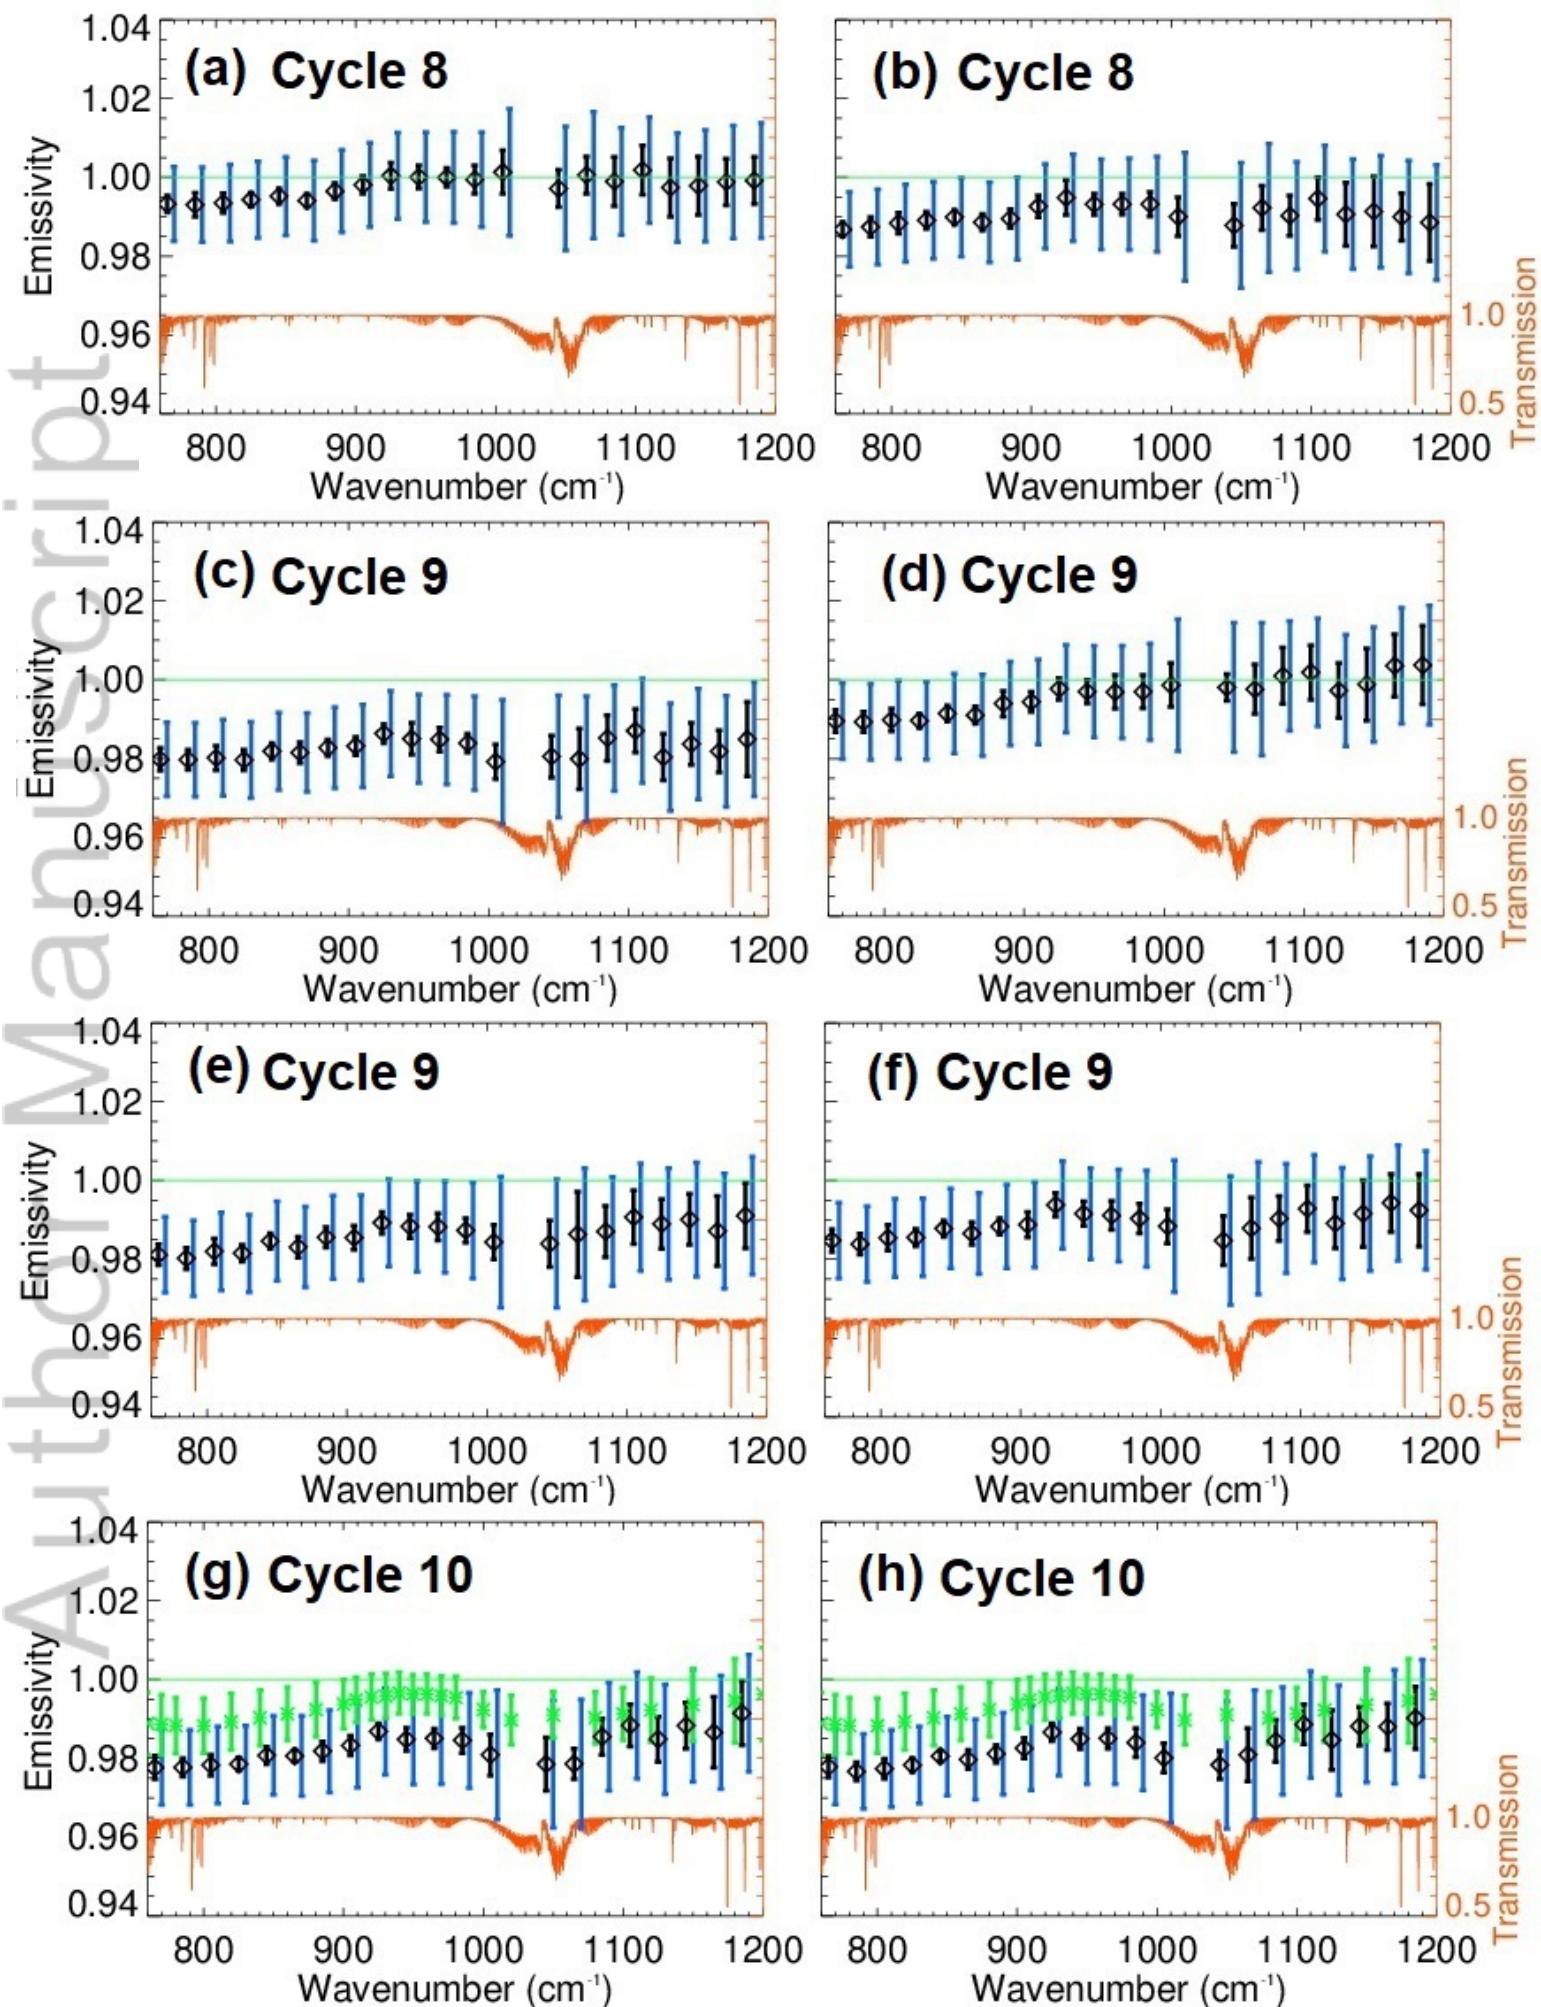 Author Manuscript
(a) Cycle 8
Emissivity
1.04
1.02
1.00
0.98
0.96
0.94
800 900 1000 1100 1200
Wavenumber (cm-1)
(b) Cycle 8
1.0
0.5
Transmission
800 900 1000 1100 1200
Wavenumber (cm-1)
(c) Cycle 9
Emissivity
1.04
1.02
1.00
0.98
0.96
0.94
800 900 1000 1100 1200
Wavenumber (cm-1)
(d) Cycle 9
1.0
0.5
Transmission
800 900 1000 1100 1200
Wavenumber (cm-1)
(e) Cycle 9
Emissivity
1.04
1.02
1.00
0.98
0.96
0.94
800 900 1000 1100 1200
Wavenumber (cm-1)
(f) Cycle 9
1.0
0.5
Transmission
800 900 1000 1100 1200
Wavenumber (cm-1)
(g) Cycle 10
Emissivity
1.04
1.02
1.00
0.98
0.96
0.94
800 900 1000 1100 1200
Wavenumber (cm-1)
(h) Cycle 10
1.0
0.5
Transmission
800 900 1000 1100 1200
Wavenumber (cm-1)